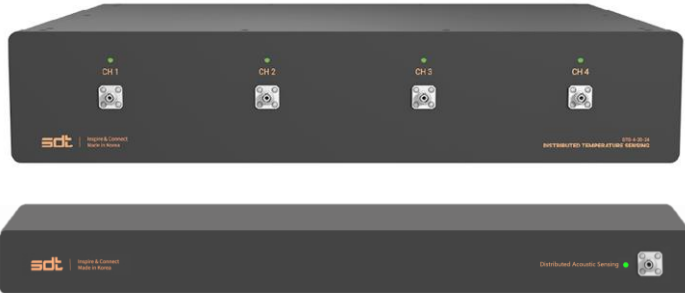 CH 1
CH 2
CH 3
CH 4
sdt
Inspire & Connect
Made in Korea
DISTRIBUTED TEMPERATURE SENSING
sdt
Inspire & Connect
Made in Korea
Distributed Acoustic Sensing